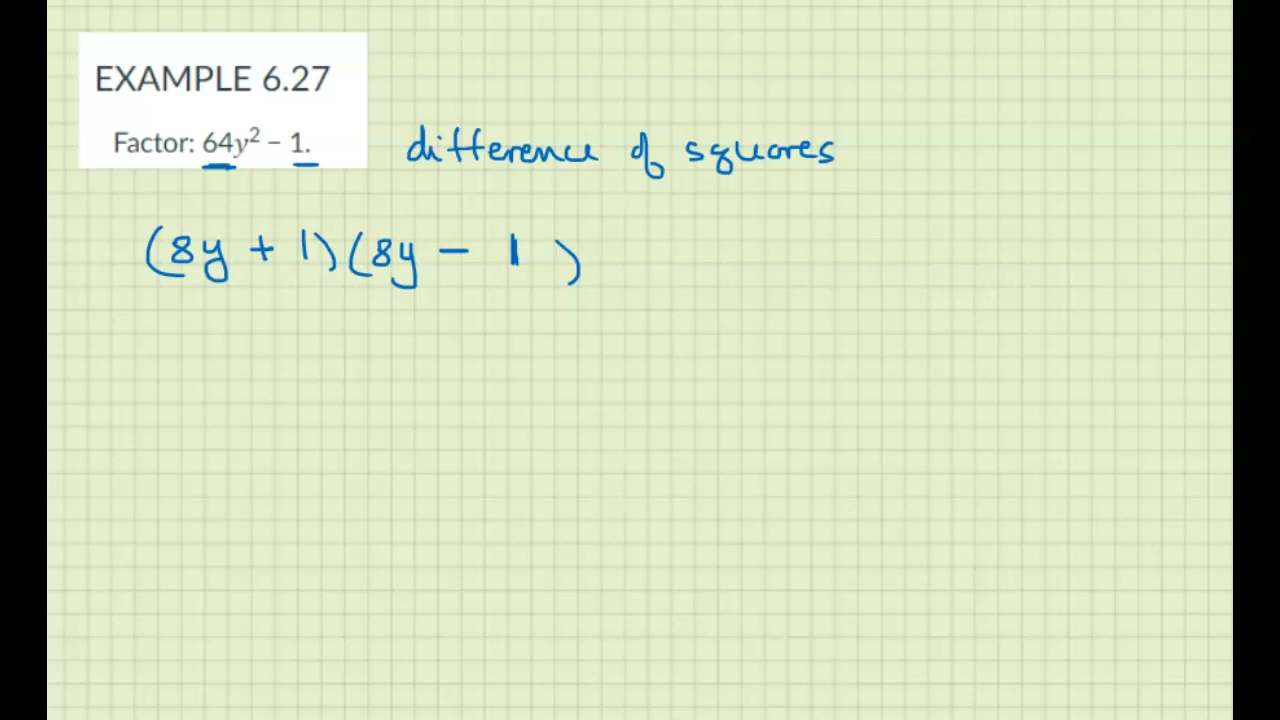 EXAMPLE 6.27
Factor: 64y² – 1.
difference of squares
(8y + 1)(8y - 1)